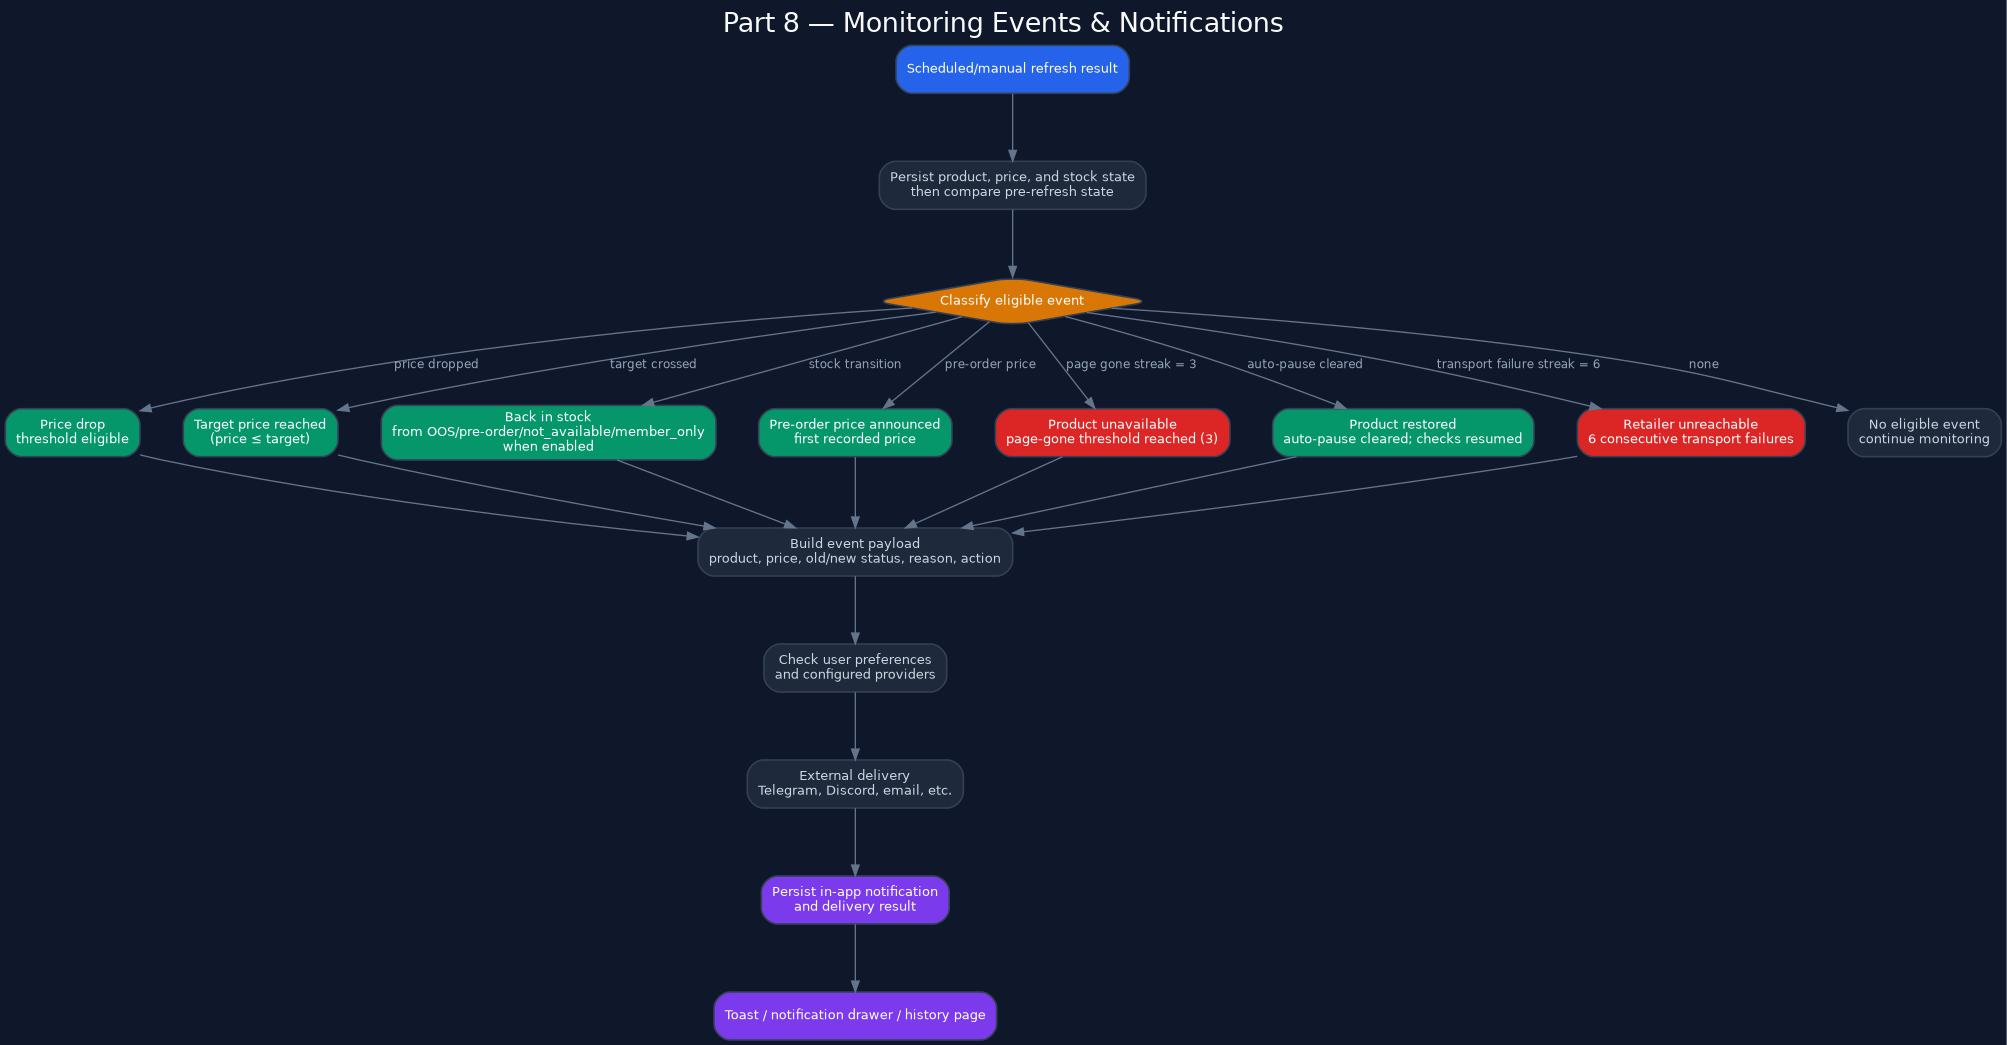 Part 8 — Monitoring Events & Notifications
Scheduled/manual refresh result
Persist product, price, and stock state
then compare pre-refresh state
Classify eligible event
price dropped
target crossed
stock transition
pre-order price
page gone streak = 3
auto-pause cleared
transport failure streak = 6
none
Price drop
threshold eligible
Target price reached
(price ≤ target)
Back in stock
from OOS/pre-order/not_available/member_only
when enabled
Pre-order price announced
first recorded price
Product unavailable
page-gone threshold reached (3)
Product restored
auto-pause cleared; checks resumed
Retailer unreachable
6 consecutive transport failures
No eligible event
continue monitoring
Build event payload
product, price, old/new status, reason, action
Check user preferences
and configured providers
External delivery
Telegram, Discord, email, etc.
Persist in-app notification
and delivery result
Toast / notification drawer / history page